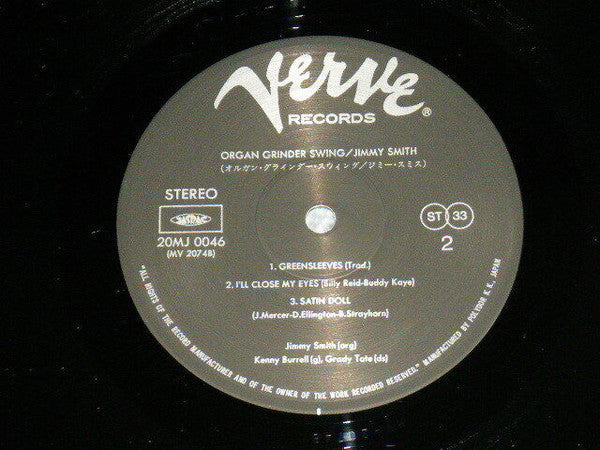 Verve®
RECORDS
ORGAN GRINDER SWING/JIMMY SMITH
(オルガン・グラインダー・スウィング/ジミー・スミス)
STEREO
JASRAC
20MJ 0046
(MV 2074B)
ST 33
2
1. GREENSLEEVES (Trad.)
2. I'LL CLOSE MY EYES (Billy Reid-Buddy Kaye)
3. SATIN DOLL
(J.Mercer-D.Ellington-B.Strayhorn)
Jimmy Smith (org)
Kenny Burrell (g), Grady Tate (ds)
"ALL RIGHTS OF THE RECORD MANUFACTURER AND OF THE OWNER OF THE WORK RECORDED RESERVED." MANUFACTURED BY POLYDOR K. K. JAPAN